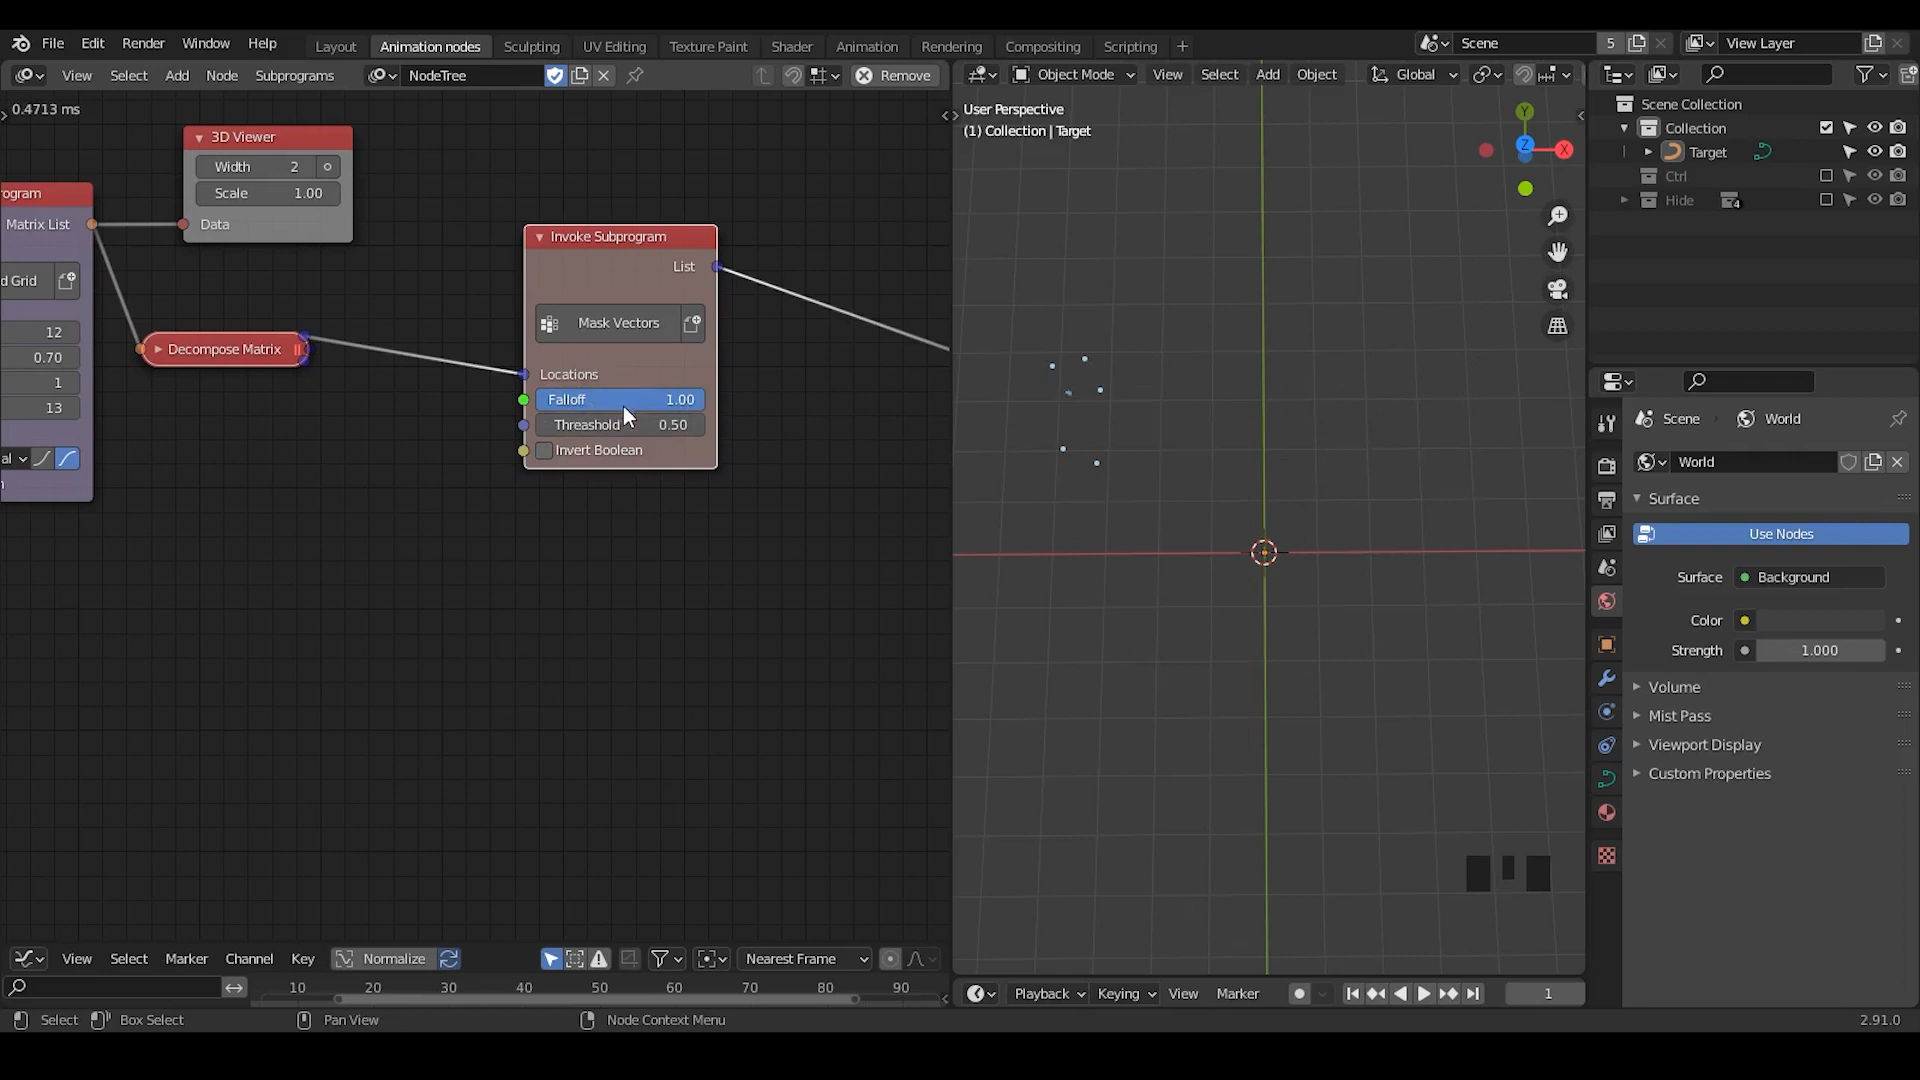 File Edit Render Window Help Layout Animation nodes Sculpting UV Editing Texture Paint Shader Animation Rendering Compositing Scripting + Scene 5 View Layer
View Select Add Node Subprograms NodeTree Remove
0.4713 ms
3D Viewer
Width 2
Scale 1.00
Data
rogram
Matrix List
d Grid
12
0.70
1
13
al
Decompose Matrix
Invoke Subprogram
List
Mask Vectors
Locations
Falloff 1.00
Threashold 0.50
Invert Boolean
View Select Marker Channel Key Normalize Nearest Frame
10 20 30 40 50 60 70 80 90
Object Mode View Select Add Object Global
User Perspective
(1) Collection | Target
Y
Z
X
Playback Keying View Marker 1
Scene Collection
Collection
Target
Ctrl
Hide 4
Scene World
World
Surface
Use Nodes
Surface Background
Color
Strength 1.000
Volume
Mist Pass
Viewport Display
Custom Properties
Select Box Select Pan View Node Context Menu 2.91.0